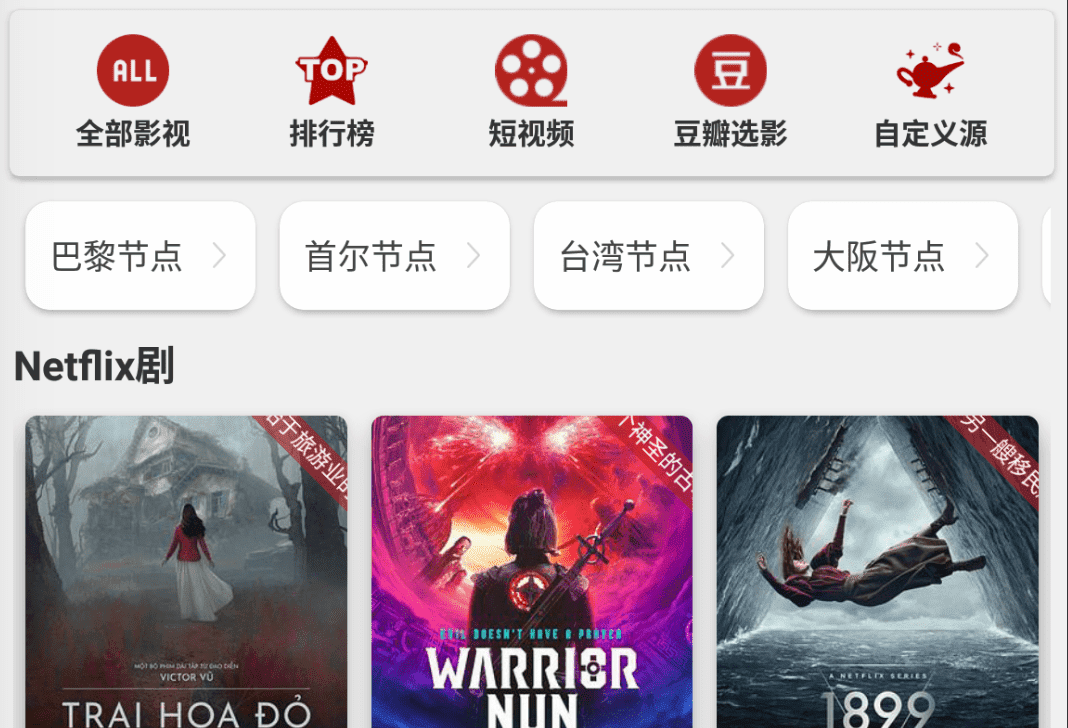 ALL
TOP
豆
全部影视
排行榜
短视频
豆瓣选影
自定义源
巴黎节点
首尔节点
台湾节点
大阪节点
Netflix剧
于旅游业
个神圣的古
另一艘移民
MỘT BỘ PHIM DÀI TẬP TỪ ĐẠO DIỄN
VICTOR VŨ
TRẠI HOA ĐỎ
EVIL DOESN'T HAVE A PRAYER
WARRIOR
NUN
A NETFLIX SERIES
1899